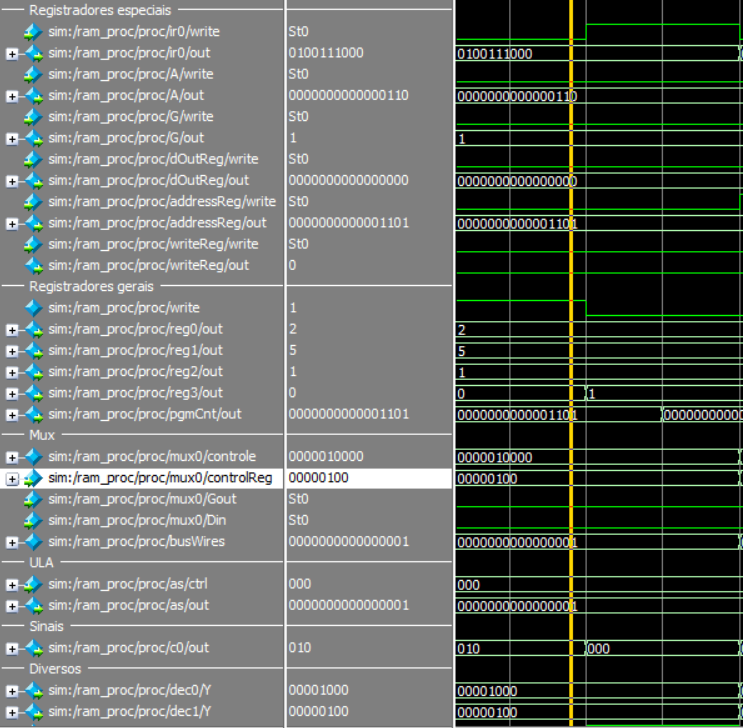 Registradores especiais
sim:/ram_proc/proc/ir0/write St0
sim:/ram_proc/proc/ir0/out 0100111000 0100111000
sim:/ram_proc/proc/A/write St0
sim:/ram_proc/proc/A/out 0000000000000110 0000000000000110
sim:/ram_proc/proc/G/write St0
sim:/ram_proc/proc/G/out 1 1
sim:/ram_proc/proc/dOutReg/write St0
sim:/ram_proc/proc/dOutReg/out 0000000000000000 0000000000000000
sim:/ram_proc/proc/addressReg/write St0
sim:/ram_proc/proc/addressReg/out 0000000000001101 0000000000001101
sim:/ram_proc/proc/writeReg/write St0
sim:/ram_proc/proc/writeReg/out 0
Registradores gerais
sim:/ram_proc/proc/write 1
sim:/ram_proc/proc/reg0/out 2 2
sim:/ram_proc/proc/reg1/out 5 5
sim:/ram_proc/proc/reg2/out 1 1
sim:/ram_proc/proc/reg3/out 0 0 1
sim:/ram_proc/proc/pgmCnt/out 0000000000001101 0000000000001101 00000000000
Mux
sim:/ram_proc/proc/mux0/controle 0000010000 0000010000
sim:/ram_proc/proc/mux0/controlReg 00000100 00000100
sim:/ram_proc/proc/mux0/Gout St0
sim:/ram_proc/proc/mux0/Din St0
sim:/ram_proc/proc/busWires 0000000000000001 0000000000000001
ULA
sim:/ram_proc/proc/as/ctrl 000 000
sim:/ram_proc/proc/as/out 0000000000000001 0000000000000001
Sinais
sim:/ram_proc/proc/c0/out 010 010 000
Diversos
sim:/ram_proc/proc/dec0/Y 00001000 00001000
sim:/ram_proc/proc/dec1/Y 00000100 00000100